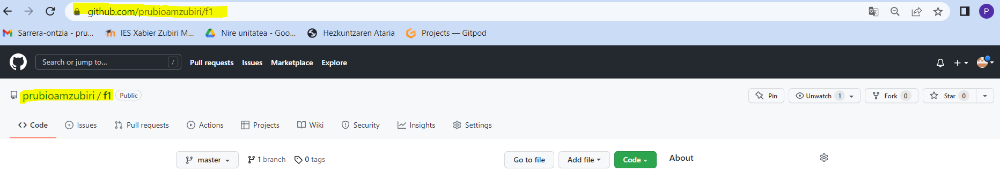 github.com/prubioamzubiri/f1
P
Sarrera-ontzia - pru... IES Xabier Zubiri M... Nire unitatea - Goo... Hezkuntzaren Ataria Projects — Gitpod
Search or jump to... / Pull requests Issues Marketplace Explore
prubioamzubiri / f1 Public Pin Unwatch 1 Fork 0 Star 0
Code Issues Pull requests Actions Projects Wiki Security Insights Settings
master 1 branch 0 tags Go to file Add file Code About